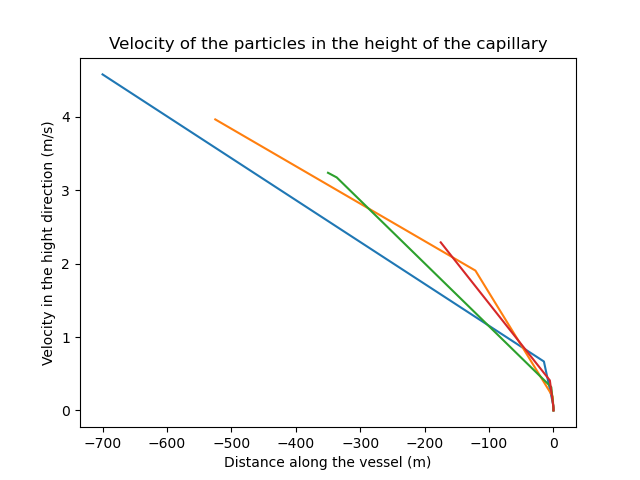 Velocity of the particles in the height of the capillary
Velocity in the hight direction (m/s)
4
3
2
1
0
−700 −600 −500 −400 −300 −200 −100 0
Distance along the vessel (m)